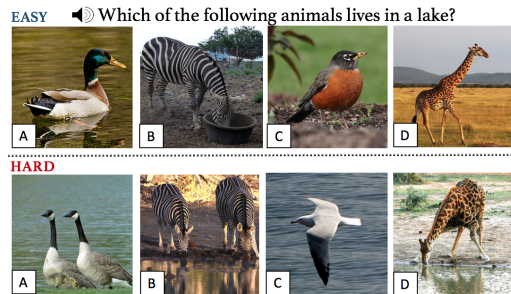 EASY
Which of the following animals lives in a lake?
A
B
C
D
HARD
A
B
C
D